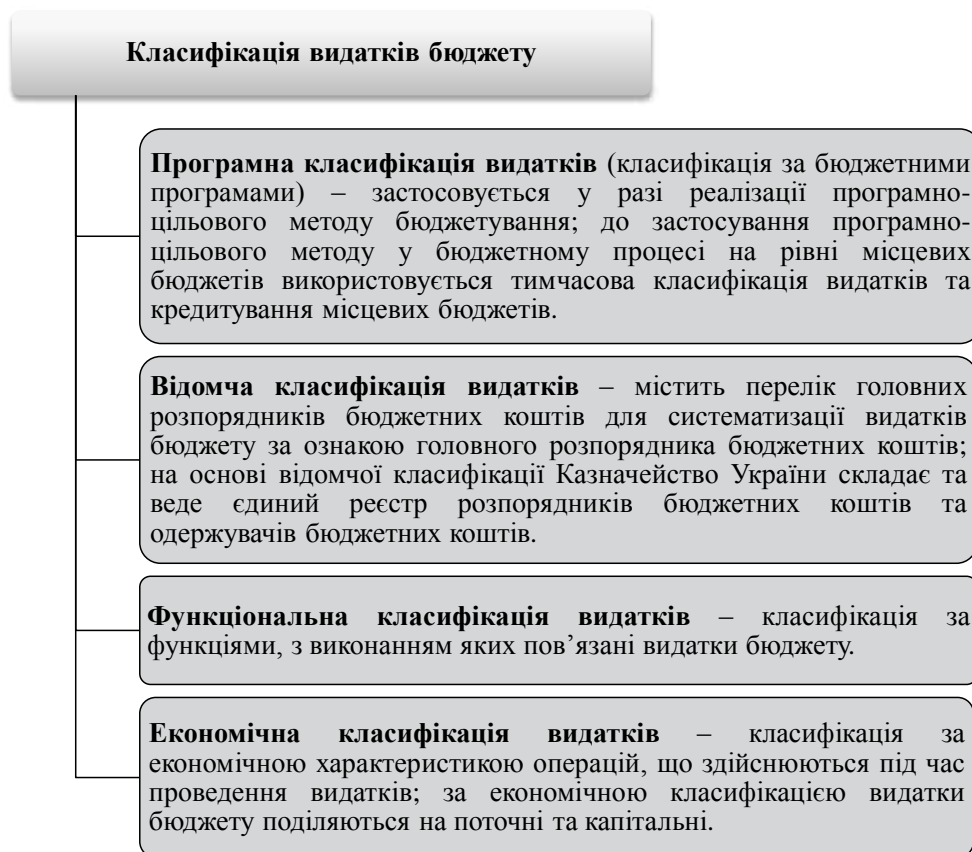 Класифікація видатків бюджету
Програмна класифікація видатків (класифікація за бюджетними
програмами) – застосовується у разі реалізації програмно-
цільового методу бюджетування; до застосування програмно-
цільового методу у бюджетному процесі на рівні місцевих
бюджетів використовується тимчасова класифікація видатків та
кредитування місцевих бюджетів.
Відомча класифікація видатків – містить перелік головних
розпорядників бюджетних коштів для систематизації видатків
бюджету за ознакою головного розпорядника бюджетних коштів;
на основі відомчої класифікації Казначейство України складає та
веде єдиний реєстр розпорядників бюджетних коштів та
одержувачів бюджетних коштів.
Функціональна класифікація видатків – класифікація за
функціями, з виконанням яких пов’язані видатки бюджету.
Економічна класифікація видатків – класифікація за
економічною характеристикою операцій, що здійснюються під час
проведення видатків; за економічною класифікацією видатки
бюджету поділяються на поточні та капітальні.